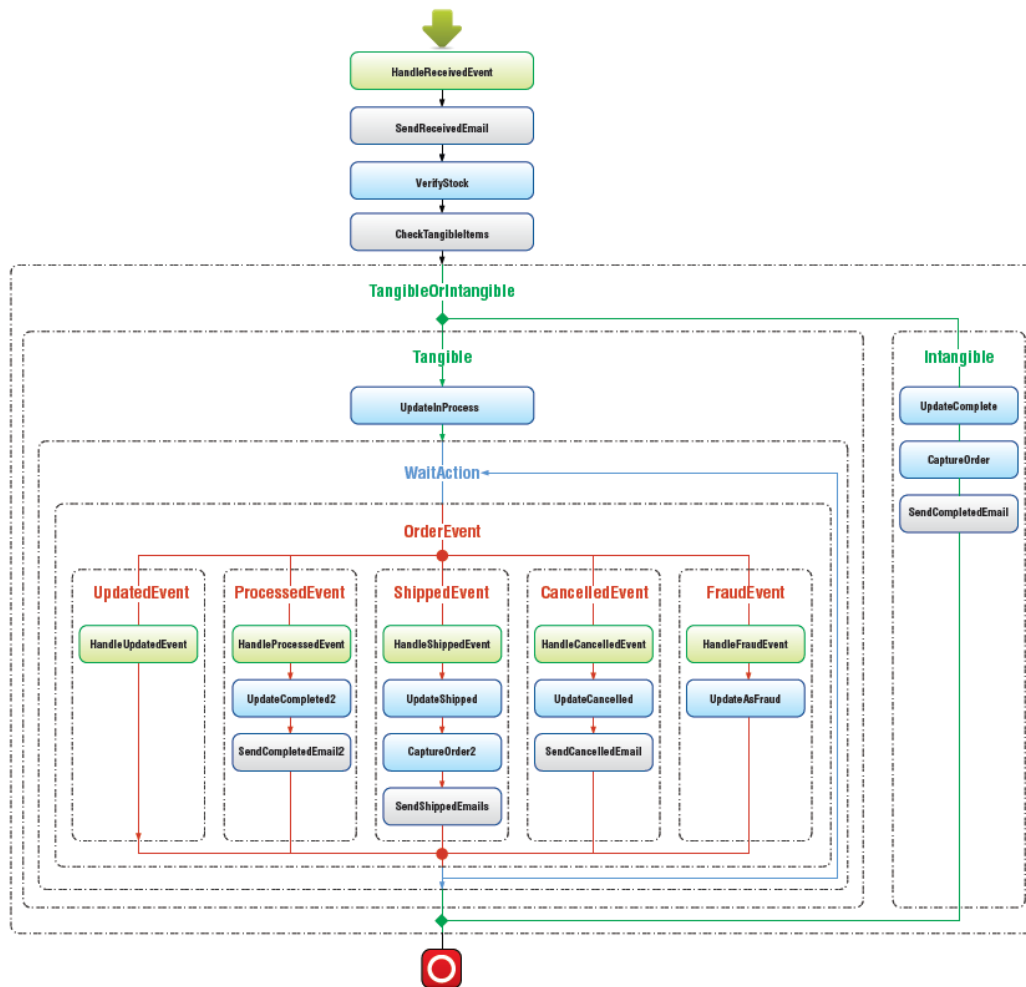 HandleReceivedEvent
SendReceivedEmail
VerifyStock
CheckTangibleItems
TangibleOrIntangible
Tangible
Intangible
UpdateInProcess
UpdateComplete
CaptureOrder
WaitAction
SendCompletedEmail
OrderEvent
UpdatedEvent
ProcessedEvent
ShippedEvent
CancelledEvent
FraudEvent
HandleUpdatedEvent
HandleProcessedEvent
HandleShippedEvent
HandleCancelledEvent
HandleFraudEvent
UpdateCompleted2
UpdateShipped
UpdateCancelled
UpdateAsFraud
SendCompletedEmail2
CaptureOrder2
SendCancelledEmail
SendShippedEmails